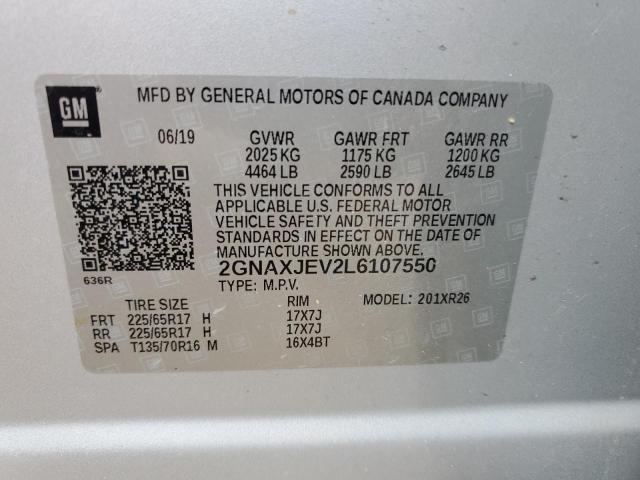 GM
MFD BY GENERAL MOTORS OF CANADA COMPANY
06/19 GVWR GAWR FRT GAWR RR
2025 KG 1175 KG 1200 KG
4464 LB 2590 LB 2645 LB
THIS VEHICLE CONFORMS TO ALL
APPLICABLE U.S. FEDERAL MOTOR
VEHICLE SAFETY AND THEFT PREVENTION
STANDARDS IN EFFECT ON THE DATE OF
MANUFACTURE SHOWN ABOVE.
636R
2GNAXJEV2L6107550
TYPE: M.P.V.
TIRE SIZE RIM MODEL: 201XR26
FRT 225/65R17 H 17X7J
RR 225/65R17 H 17X7J
SPA T135/70R16 M 16X4BT